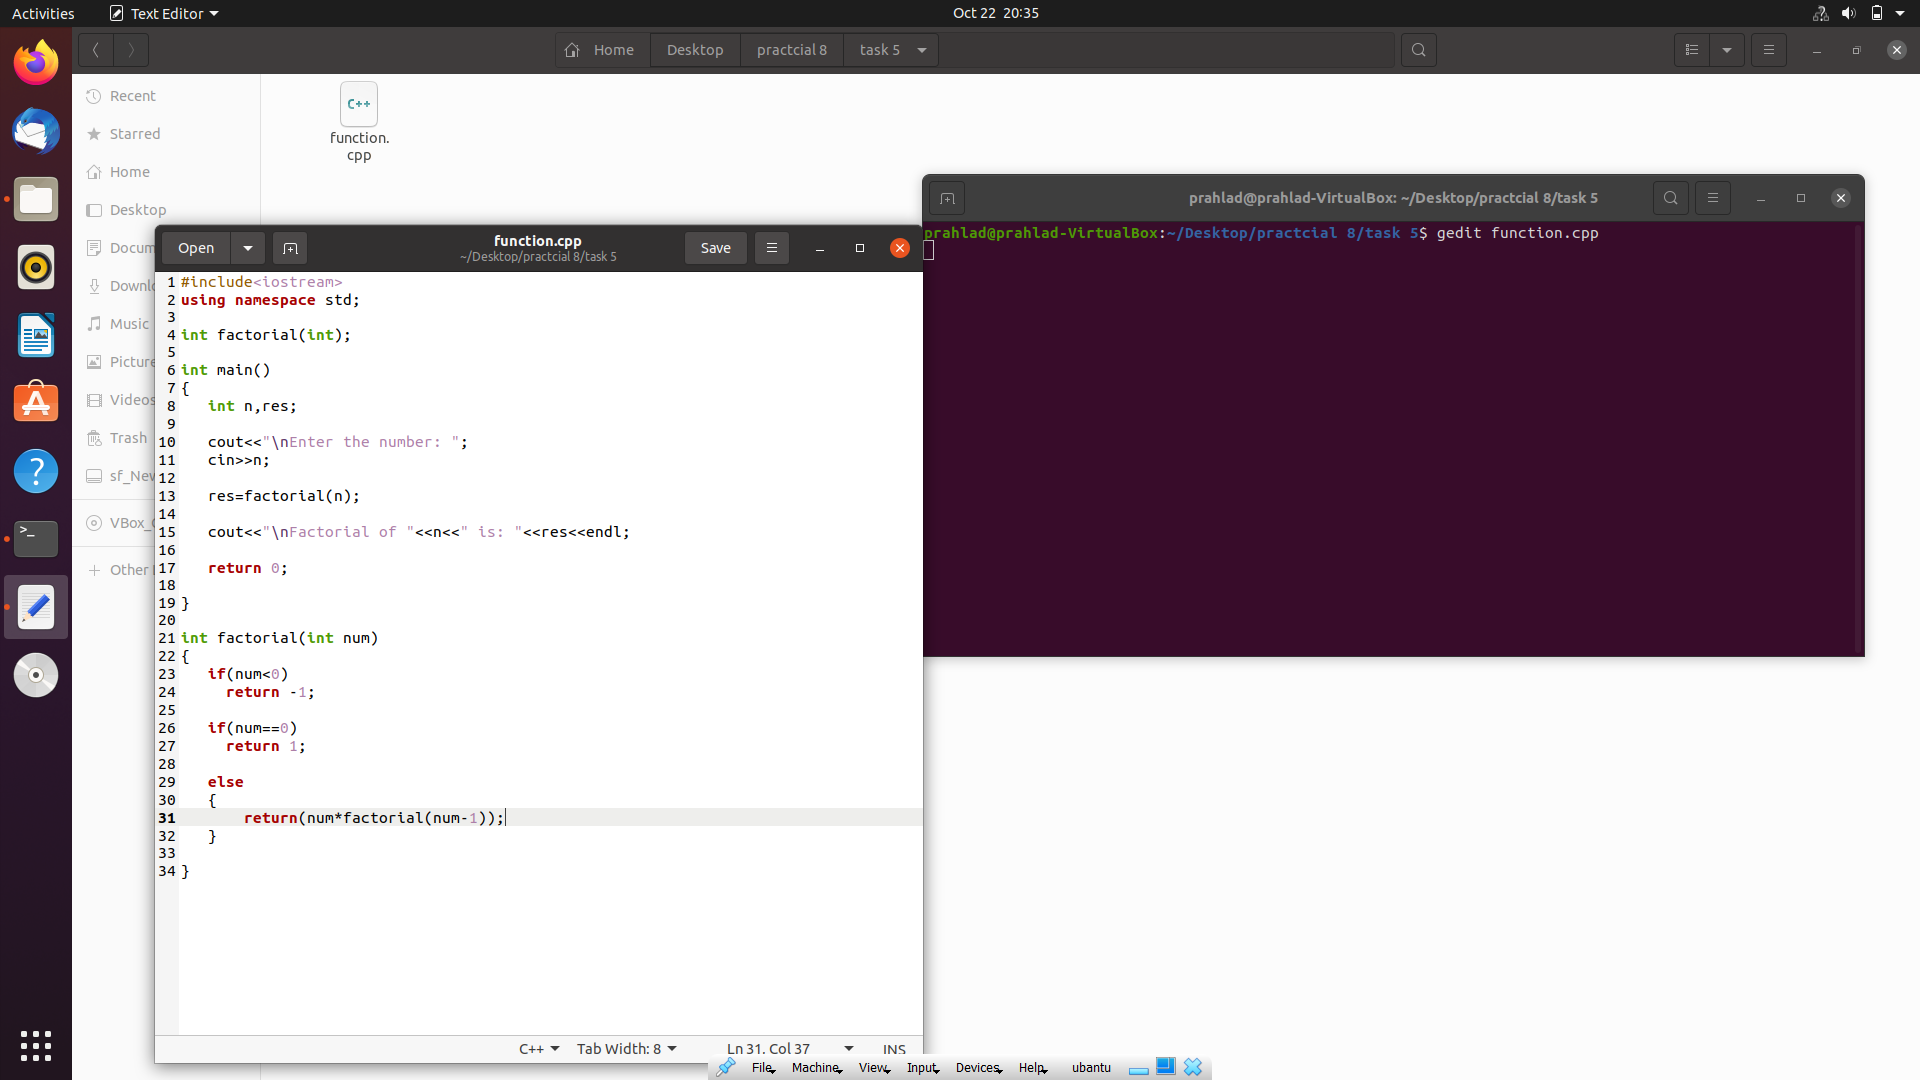 Activities
Text Editor
Oct 22 20:35
Home
Desktop
practcial 8
task 5
Recent
Starred
Home
Desktop
Docum
Downlo
Music
Picture
Videos
Trash
sf_New
VBox_
Other
C++
function.
cpp
Open
function.cpp
~/Desktop/practcial 8/task 5
Save
1 #include<iostream>
2 using namespace std;
3
4 int factorial(int);
5
6 int main()
7 {
8    int n,res;
9
10    cout<<"\nEnter the number: ";
11    cin>>n;
12
13    res=factorial(n);
14
15    cout<<"\nFactorial of "<<n<<" is: "<<res<<endl;
16
17    return 0;
18
19 }
20
21 int factorial(int num)
22 {
23    if(num<0)
24      return -1;
25
26    if(num==0)
27      return 1;
28
29    else
30    {
31        return(num*factorial(num-1));
32    }
33
34 }
C++
Tab Width: 8
Ln 31, Col 37
INS
prahlad@prahlad-VirtualBox: ~/Desktop/practcial 8/task 5
prahlad@prahlad-VirtualBox:~/Desktop/practcial 8/task 5$ gedit function.cpp
File
Machine
View
Input
Devices
Help
ubantu